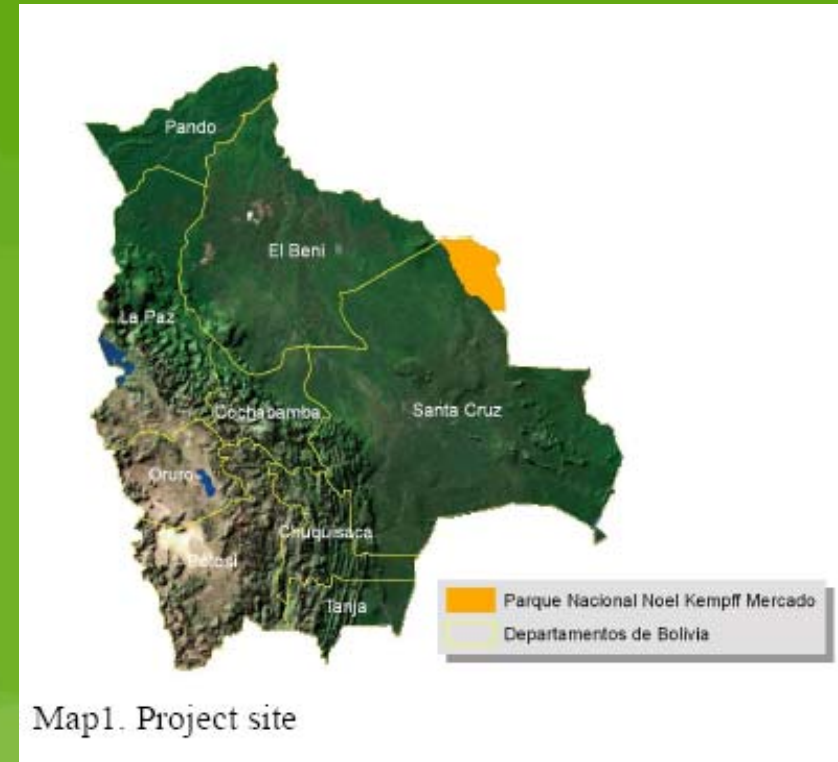 Pando
El Beni
La Paz
Cochabamba
Santa Cruz
Oruro
Chuquisaca
Potosi
Tarija
Parque Nacional Noel Kempff Mercado
Departamentos de Bolivia
Map1. Project site